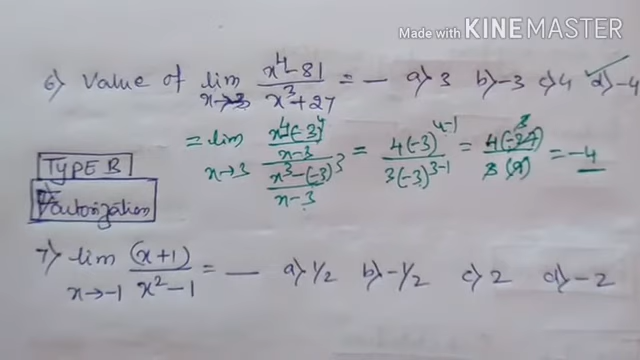 Made with KINEMASTER
6) Value of lim x→3 x⁴-81 / x³+27 = — a) 3 b) -3 c) 4 d) -4
= lim x→3 (x⁴-(-3)⁴ / x-3) / (x³-(-3)³ / x-3) = 4(-3)⁴⁻¹ / 3(-3)³⁻¹ = 4(-27) / 3(9) = -4
TYPE B
Factorization
7) lim x→-1 (x+1) / x²-1 = — a) 1/2 b) -1/2 c) 2 d) -2